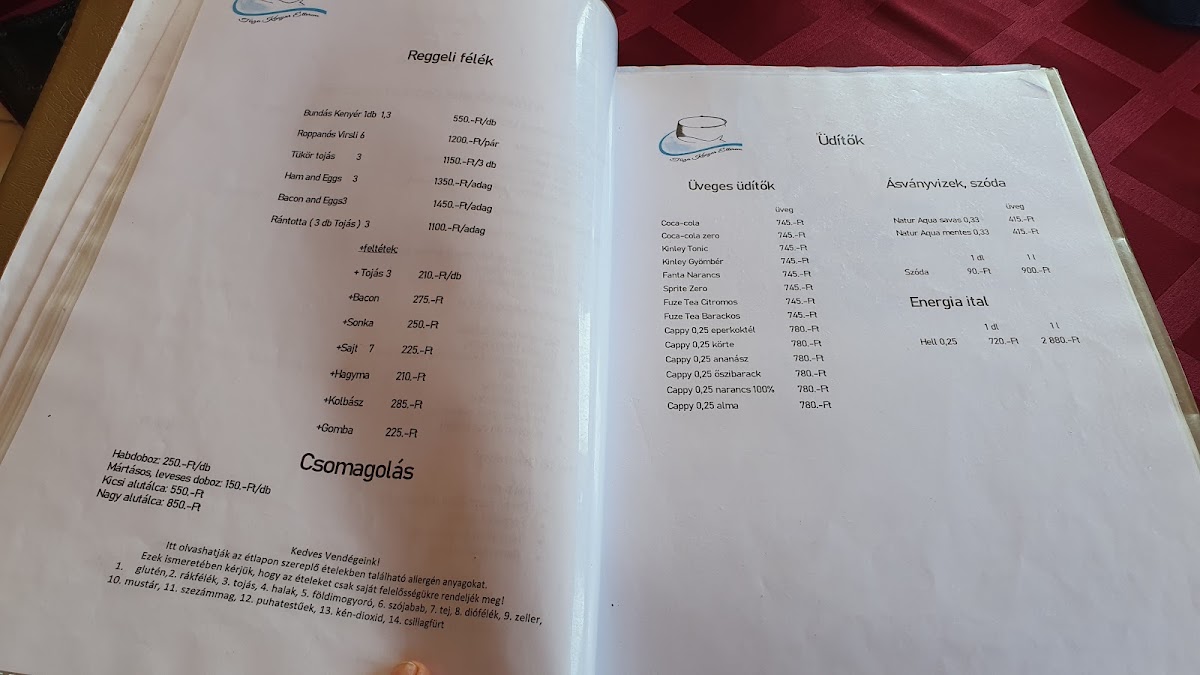 Tisza Kávézó Étterem
Reggeli félék
Bundás Kenyér 1db 1,3 550.-Ft/db
Roppanós Virsli 6 1200.-Ft/pár
Tükör tojás 3 1150.-Ft/3 db
Ham and Eggs 3 1350.-Ft/adag
Bacon and Eggs3 1450.-Ft/adag
Rántotta ( 3 db Tojás ) 3 1100.-Ft/adag
+feltétek:
+ Tojás 3 210.-Ft/db
+Bacon 275.-Ft
+Sonka 250.-Ft
+Sajt 7 225.-Ft
+Hagyma 210.-Ft
+Kolbász 285.-Ft
+Gomba 225.-Ft
Csomagolás
Habdoboz: 250.-Ft/db
Mártásos, leveses doboz: 150.-Ft/db
Kicsi alutálca: 550.-Ft
Nagy alutálca: 850.-Ft
Kedves Vendégeink!
Itt olvashatják az étlapon szereplő ételekben található allergén anyagokat.
Ezek ismeretében kérjük, hogy az ételeket csak saját felelősségükre rendeljék meg!
1. glutén,2. rákfélék, 3. tojás, 4. halak, 5. földimogyoró, 6. szójabab, 7. tej, 8. diófélék, 9. zeller,
10. mustár, 11. szezámmag, 12. puhatestűek, 13. kén-dioxid, 14. csillagfürt
Üdítők
Üveges üdítők
üveg
Coca-cola 745.-Ft
Coca-cola zero 745.-Ft
Kinley Tonic 745.-Ft
Kinley Gyömbér 745.-Ft
Fanta Narancs 745.-Ft
Sprite Zero 745.-Ft
Fuze Tea Citromos 745.-Ft
Fuze Tea Barackos 745.-Ft
Cappy 0,25 eperkoktél 780.-Ft
Cappy 0,25 körte 780.-Ft
Cappy 0,25 ananász 780.-Ft
Cappy 0,25 őszibarack 780.-Ft
Cappy 0,25 narancs 100% 780.-Ft
Cappy 0,25 alma 780.-Ft
Ásványvizek, szóda
üveg
Natur Aqua savas 0,33 415.-Ft
Natur Aqua mentes 0,33 415.-Ft
1 dl 1 l
Szóda 90.-Ft 900.-Ft
Energia ital
1 dl 1 l
Hell 0,25 720.-Ft 2 880.-Ft